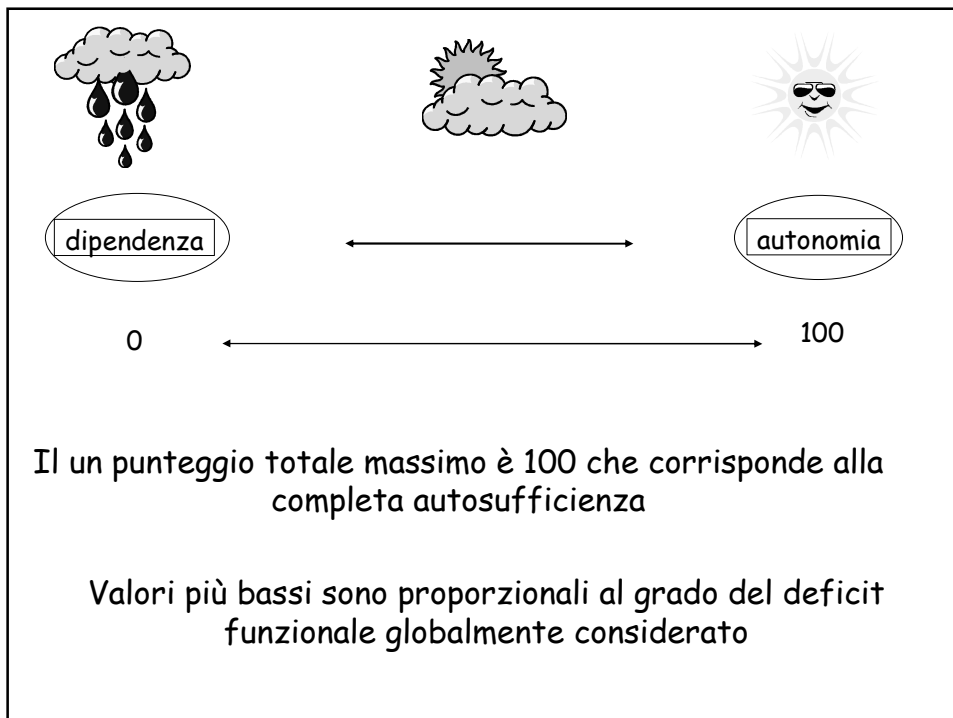 dipendenza
autonomia
0
100
Il un punteggio totale massimo è 100 che corrisponde alla
completa autosufficienza
Valori più bassi sono proporzionali al grado del deficit
funzionale globalmente considerato